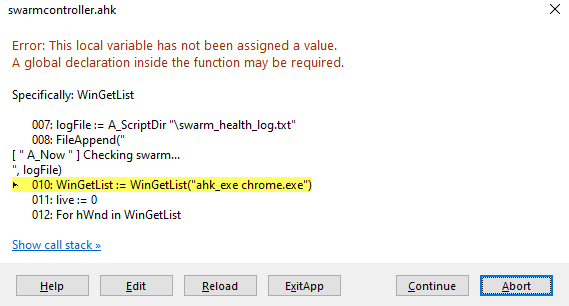 swarmcontroller.ahk
Error: This local variable has not been assigned a value.
A global declaration inside the function may be required.
Specifically: WinGetList
007: logFile := A_ScriptDir "\swarm_health_log.txt"
008: FileAppend("
[ " A_Now " ] Checking swarm...
", logFile)
010: WinGetList := WinGetList("ahk_exe chrome.exe")
011: live := 0
012: For hWnd in WinGetList
Show call stack »
Help Edit Reload ExitApp Continue Abort